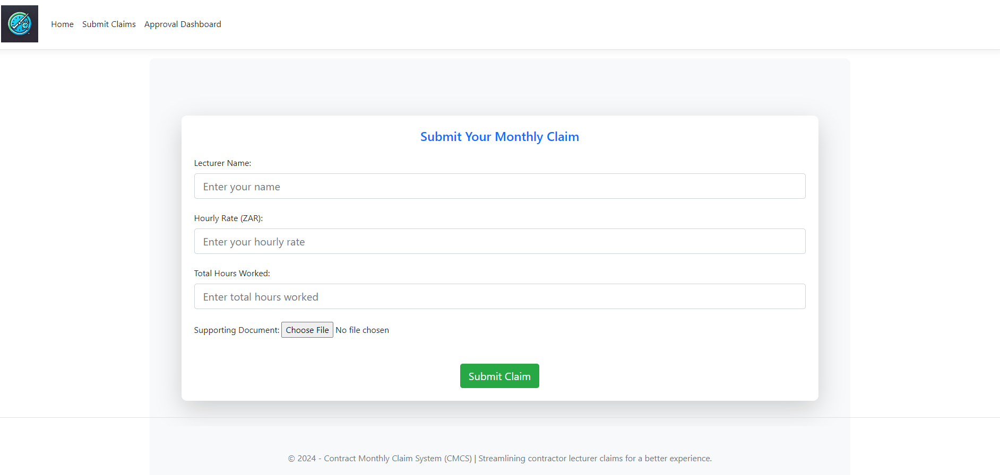 Home Submit Claims Approval Dashboard
Submit Your Monthly Claim
Lecturer Name:
Enter your name
Hourly Rate (ZAR):
Enter your hourly rate
Total Hours Worked:
Enter total hours worked
Supporting Document: Choose File No file chosen
Submit Claim
© 2024 - Contract Monthly Claim System (CMCS) | Streamlining contractor lecturer claims for a better experience.